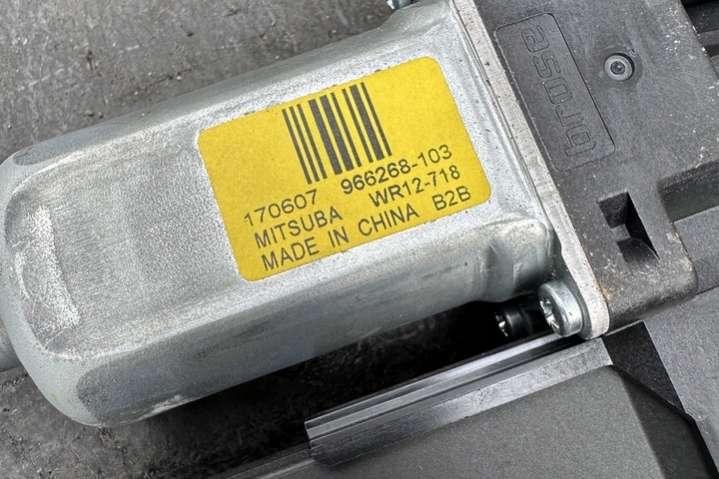 170607 966268-103
MITSUBA WR12-718
MADE IN CHINA B2B
brose